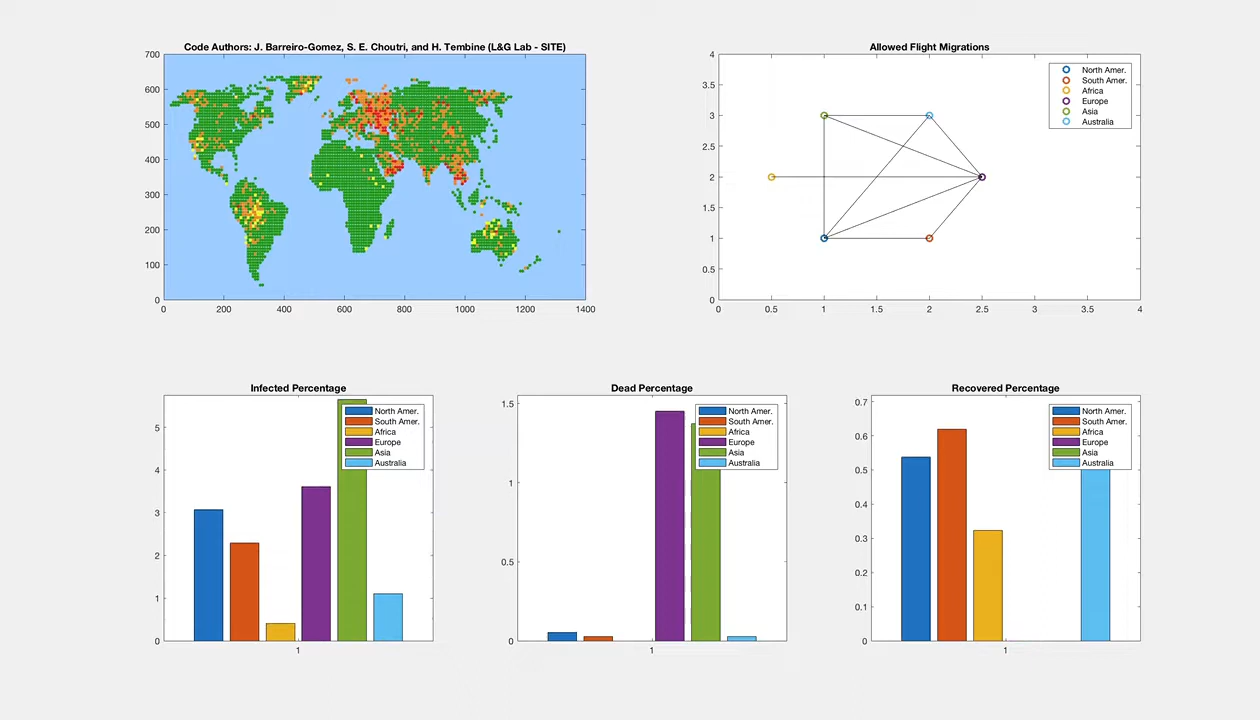 Code Authors: J. Barreiro-Gomez, S. E. Choutri, and H. Tembine (L&G Lab - SITE)
700
600
500
400
300
200
100
0
0 200 400 600 800 1000 1200 1400
Allowed Flight Migrations
4
3.5
3
2.5
2
1.5
1
0.5
0
0 0.5 1 1.5 2 2.5 3 3.5 4
North Amer.
South Amer.
Africa
Europe
Asia
Australia
Infected Percentage
5
4
3
2
1
0
1
North Amer.
South Amer.
Africa
Europe
Asia
Australia
Dead Percentage
1.5
1
0.5
0
1
North Amer.
South Amer.
Africa
Europe
Asia
Australia
Recovered Percentage
0.7
0.6
0.5
0.4
0.3
0.2
0.1
0
1
North Amer.
South Amer.
Africa
Europe
Asia
Australia